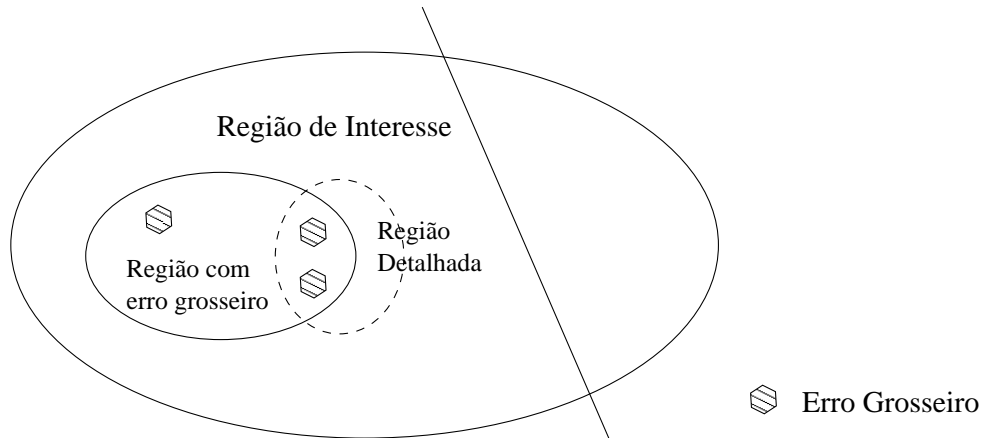 Região de Interesse
Região
Detalhada
Região com
erro grosseiro
Erro Grosseiro